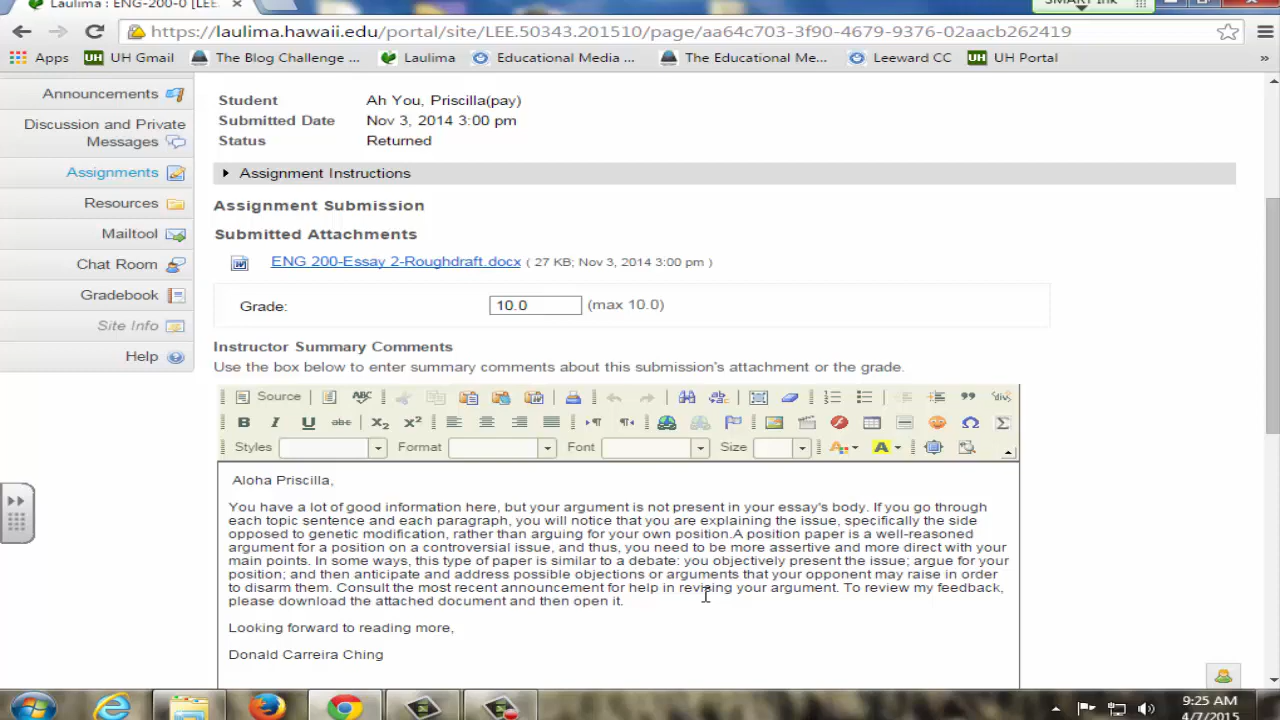 Laulima : ENG-200-0 [LEE
SMART Ink
https://laulima.hawaii.edu/portal/site/LEE.50343.201510/page/aa64c703-3f90-4679-9376-02aacb262419
Apps UH UH Gmail The Blog Challenge ... Laulima Educational Media ... The Educational Me... Leeward CC UH UH Portal »
Announcements
Discussion and Private
Messages
Assignments
Resources
Mailtool
Chat Room
Gradebook
Site Info
Help
Student Ah You, Priscilla(pay)
Submitted Date Nov 3, 2014 3:00 pm
Status Returned
Assignment Instructions
Assignment Submission
Submitted Attachments
ENG 200-Essay 2-Roughdraft.docx ( 27 KB; Nov 3, 2014 3:00 pm )
Grade: 10.0 (max 10.0)
Instructor Summary Comments
Use the box below to enter summary comments about this submission's attachment or the grade.
Source ABC
B I U abc X₂ X² Σ
Styles Format Font Size A A
Aloha Priscilla,
You have a lot of good information here, but your argument is not present in your essay's body. If you go through
each topic sentence and each paragraph, you will notice that you are explaining the issue, specifically the side
opposed to genetic modification, rather than arguing for your own position.A position paper is a well-reasoned
argument for a position on a controversial issue, and thus, you need to be more assertive and more direct with your
main points. In some ways, this type of paper is similar to a debate: you objectively present the issue; argue for your
position; and then anticipate and address possible objections or arguments that your opponent may raise in order
to disarm them. Consult the most recent announcement for help in revising your argument. To review my feedback,
please download the attached document and then open it.
Looking forward to reading more,
Donald Carreira Ching
9:25 AM
4/7/2015